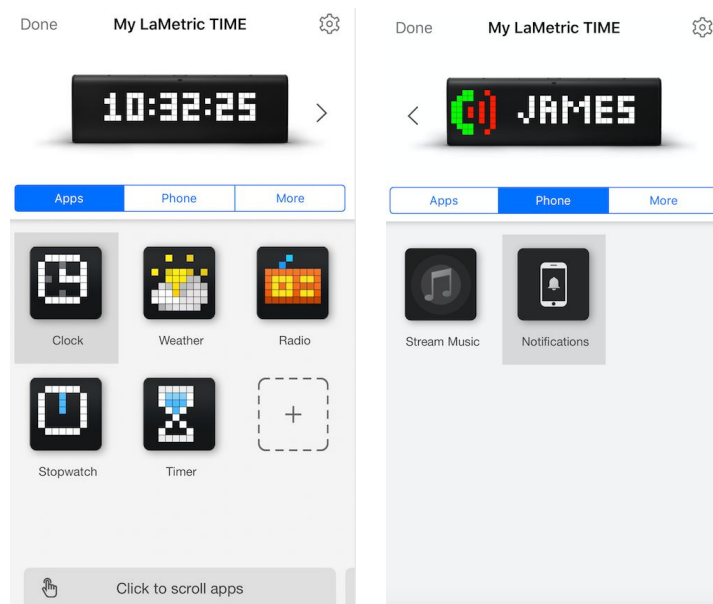 Done My LaMetric TIME
10:32:25
Apps Phone More
Clock Weather Radio
Stopwatch Timer
Click to scroll apps
Done My LaMetric TIME
JAMES
Apps Phone More
Stream Music Notifications